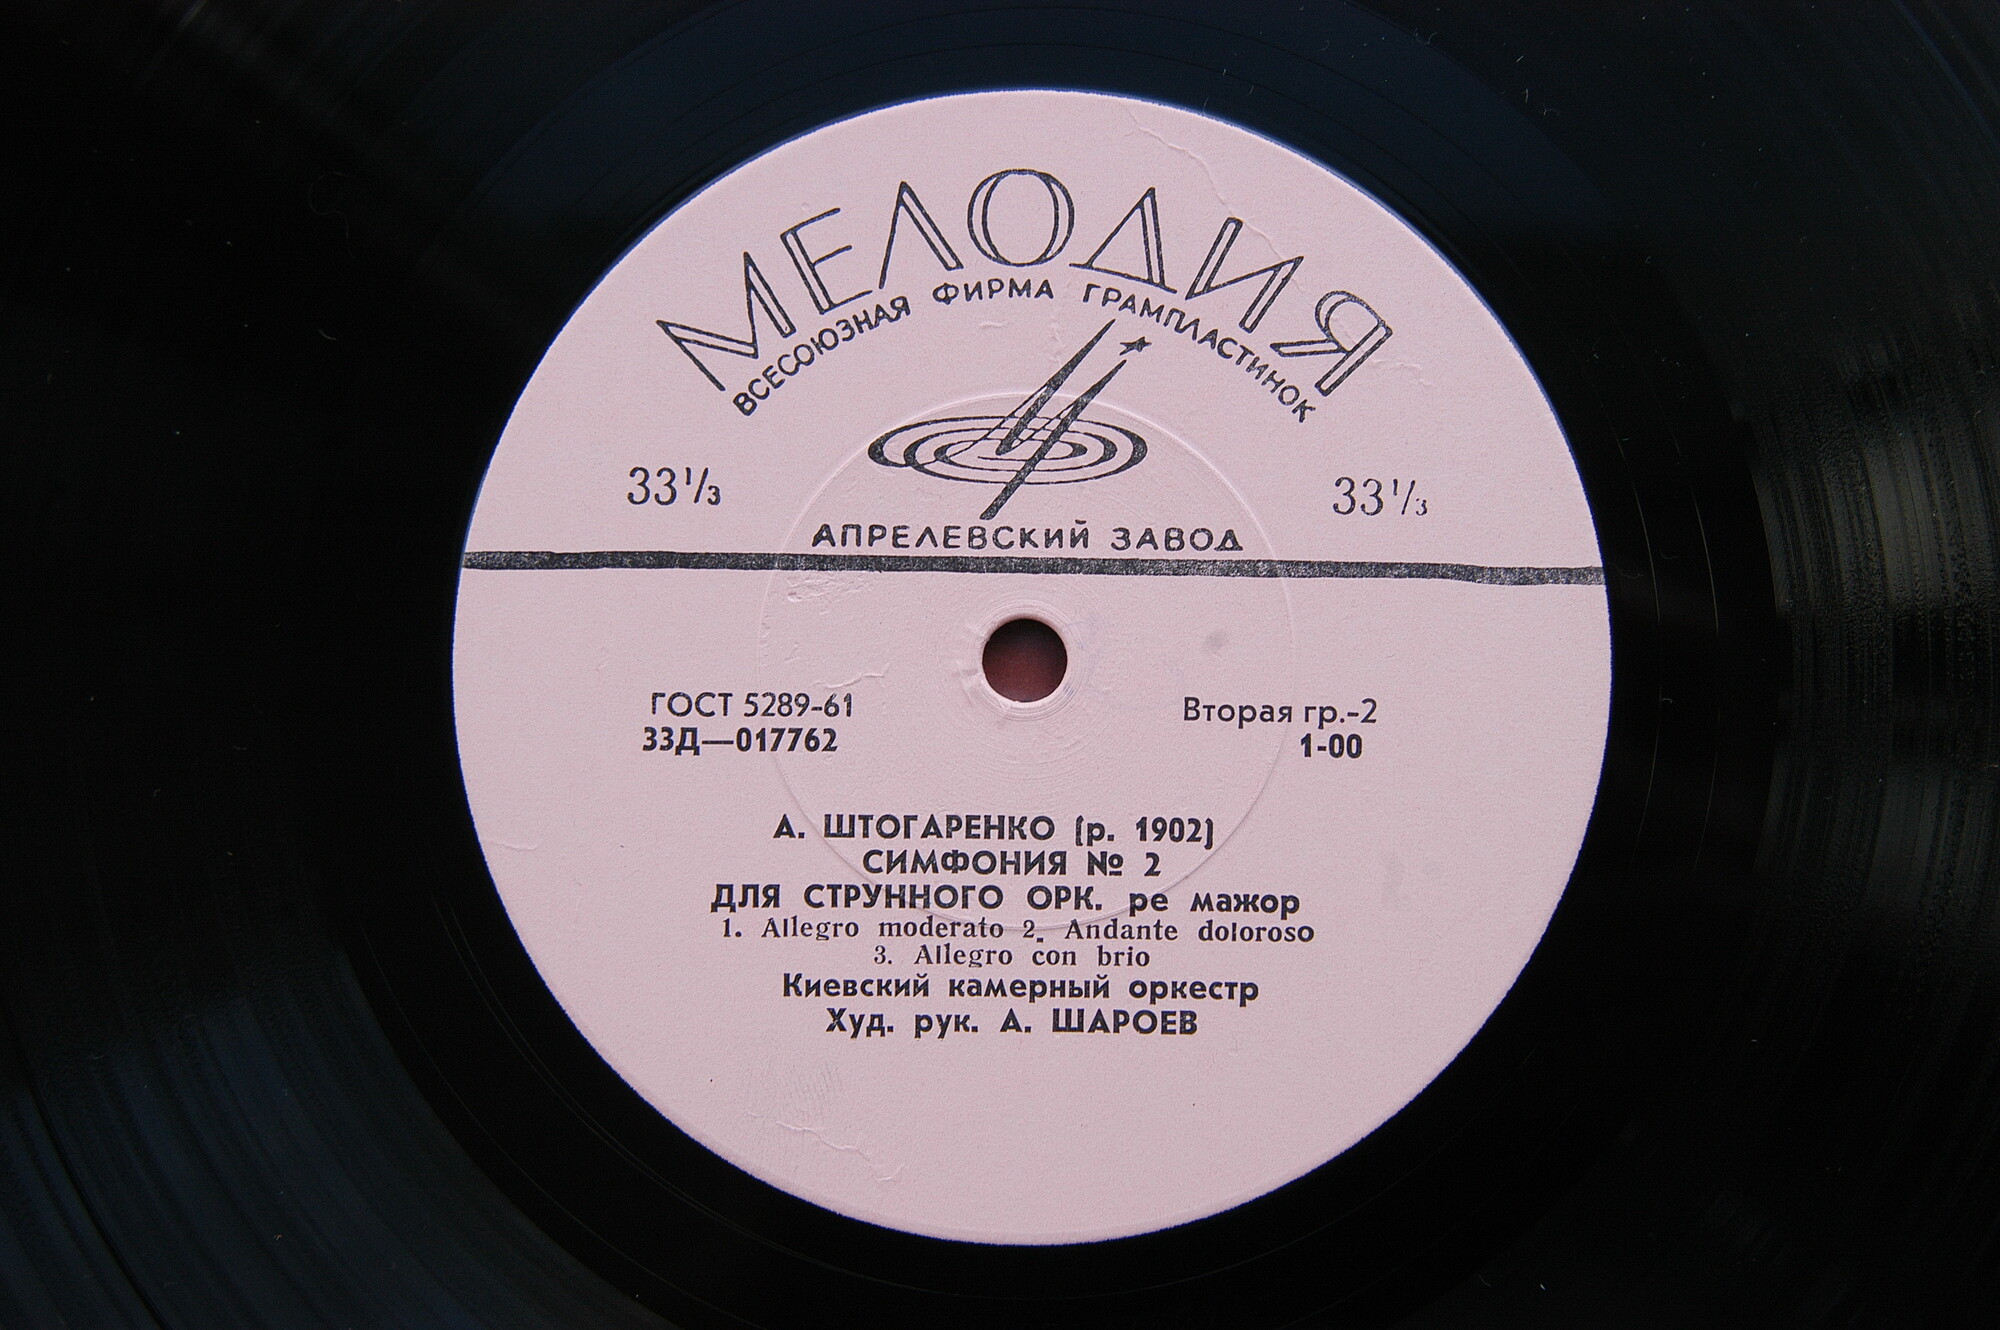 МЕЛОДИЯ
ВСЕСОЮЗНАЯ ФИРМА ГРАМПЛАСТИНОК
33⅓ 33⅓
АПРЕЛЕВСКИЙ ЗАВОД
ГОСТ 5289-61 Вторая гр.-2
33Д—017762 1-00
А. ШТОГАРЕНКО (р. 1902)
СИМФОНИЯ № 2
ДЛЯ СТРУННОГО ОРК. ре мажор
1. Allegro moderato 2. Andante doloroso
3. Allegro con brio
Киевский камерный оркестр
Худ. рук. А. ШАРОЕВ